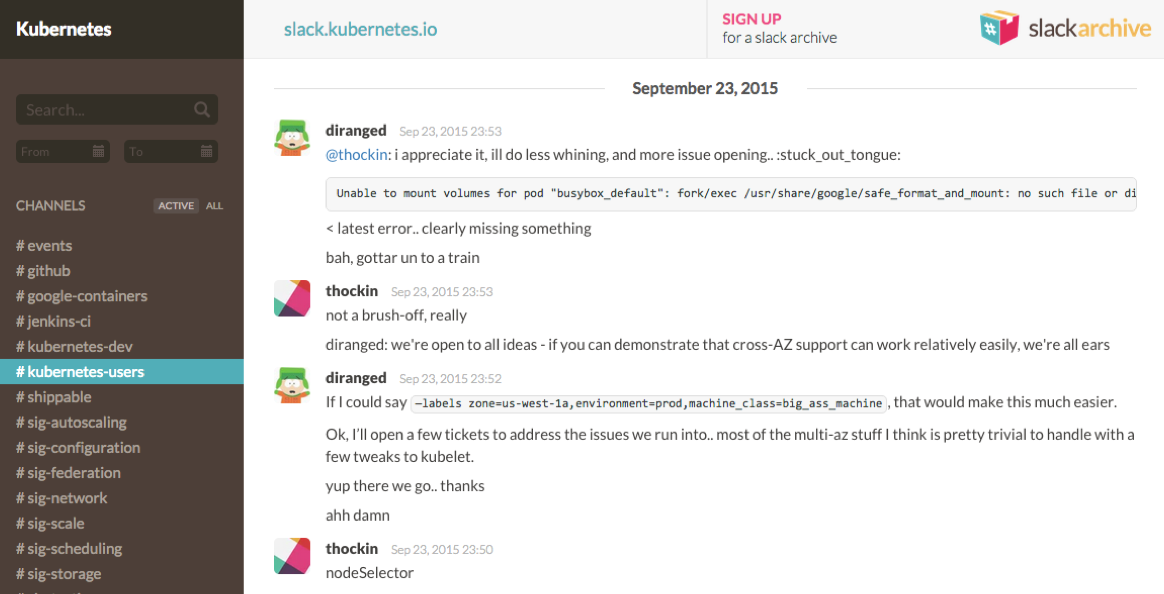 Kubernetes
slack.kubernetes.io
SIGN UP
for a slack archive
slackarchive
Search...
From
To
CHANNELS
ACTIVE ALL
# events
# github
# google-containers
# jenkins-ci
# kubernetes-dev
# kubernetes-users
# shippable
# sig-autoscaling
# sig-configuration
# sig-federation
# sig-network
# sig-scale
# sig-scheduling
# sig-storage
September 23, 2015
diranged Sep 23, 2015 23:53
@thockin: i appreciate it, ill do less whining, and more issue opening.. :stuck_out_tongue:
Unable to mount volumes for pod "busybox_default": fork/exec /usr/share/google/safe_format_and_mount: no such file or di
< latest error.. clearly missing something
bah, gottar un to a train
thockin Sep 23, 2015 23:53
not a brush-off, really
diranged: we're open to all ideas - if you can demonstrate that cross-AZ support can work relatively easily, we're all ears
diranged Sep 23, 2015 23:52
If I could say —labels zone=us-west-1a,environment=prod,machine_class=big_ass_machine , that would make this much easier.
Ok, I’ll open a few tickets to address the issues we run into.. most of the multi-az stuff I think is pretty trivial to handle with a
few tweaks to kubelet.
yup there we go.. thanks
ahh damn
thockin Sep 23, 2015 23:50
nodeSelector